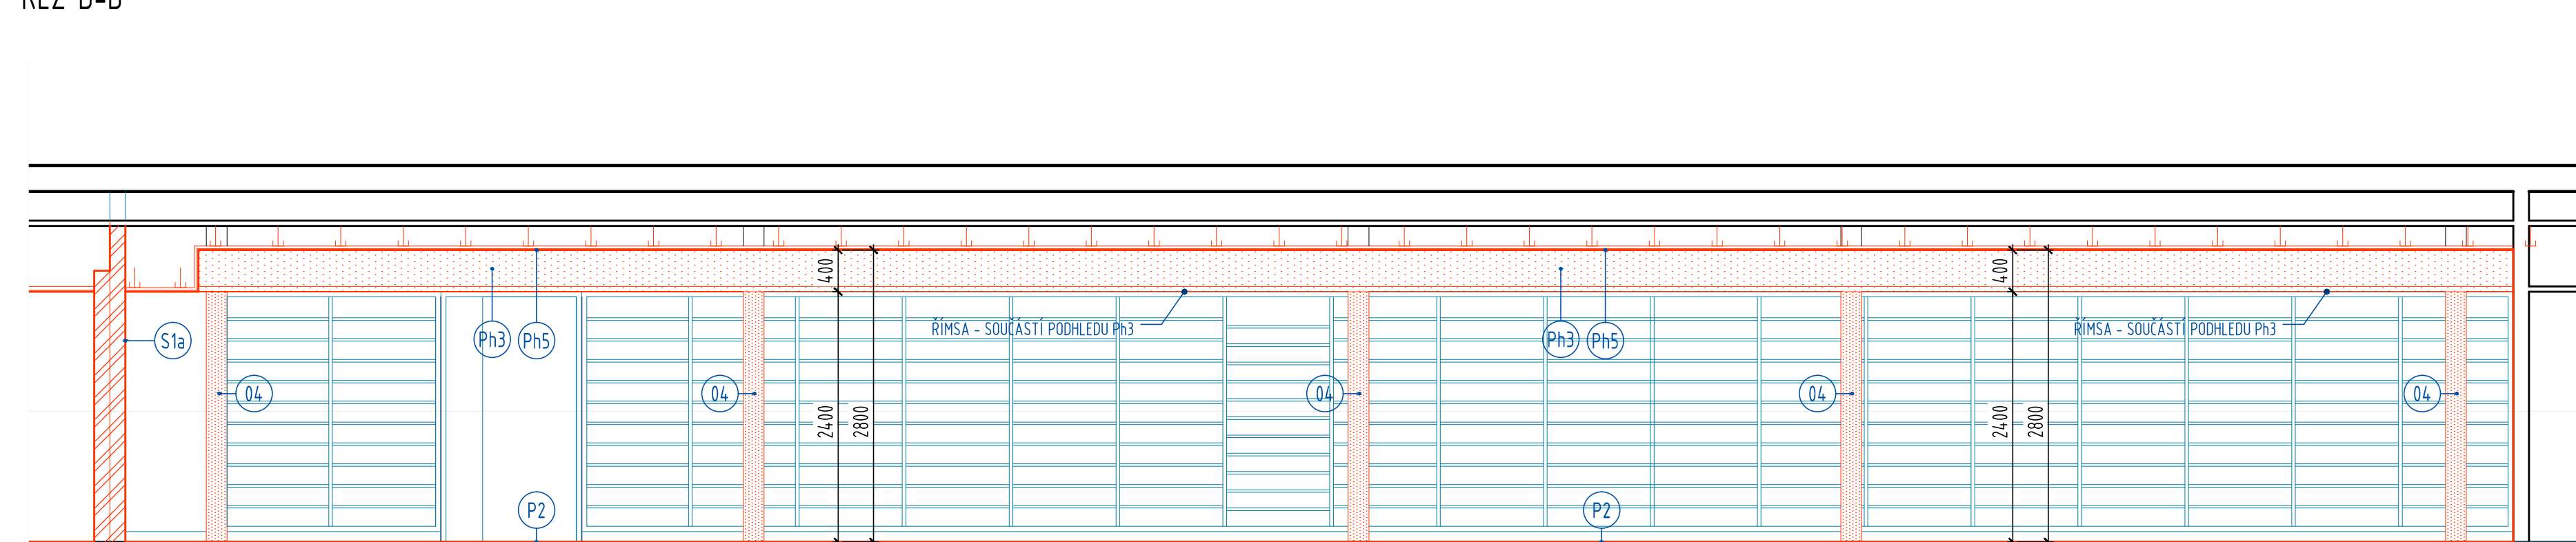 ŘEZ B-B
400
400
ŘÍMSA - SOUČÁSTÍ PODHLEDU Ph3
ŘÍMSA - SOUČÁSTÍ PODHLEDU Ph3
S1a
Ph3
Ph5
Ph3
Ph5
04
04
04
04
04
2400
2800
2400
2800
P2
P2